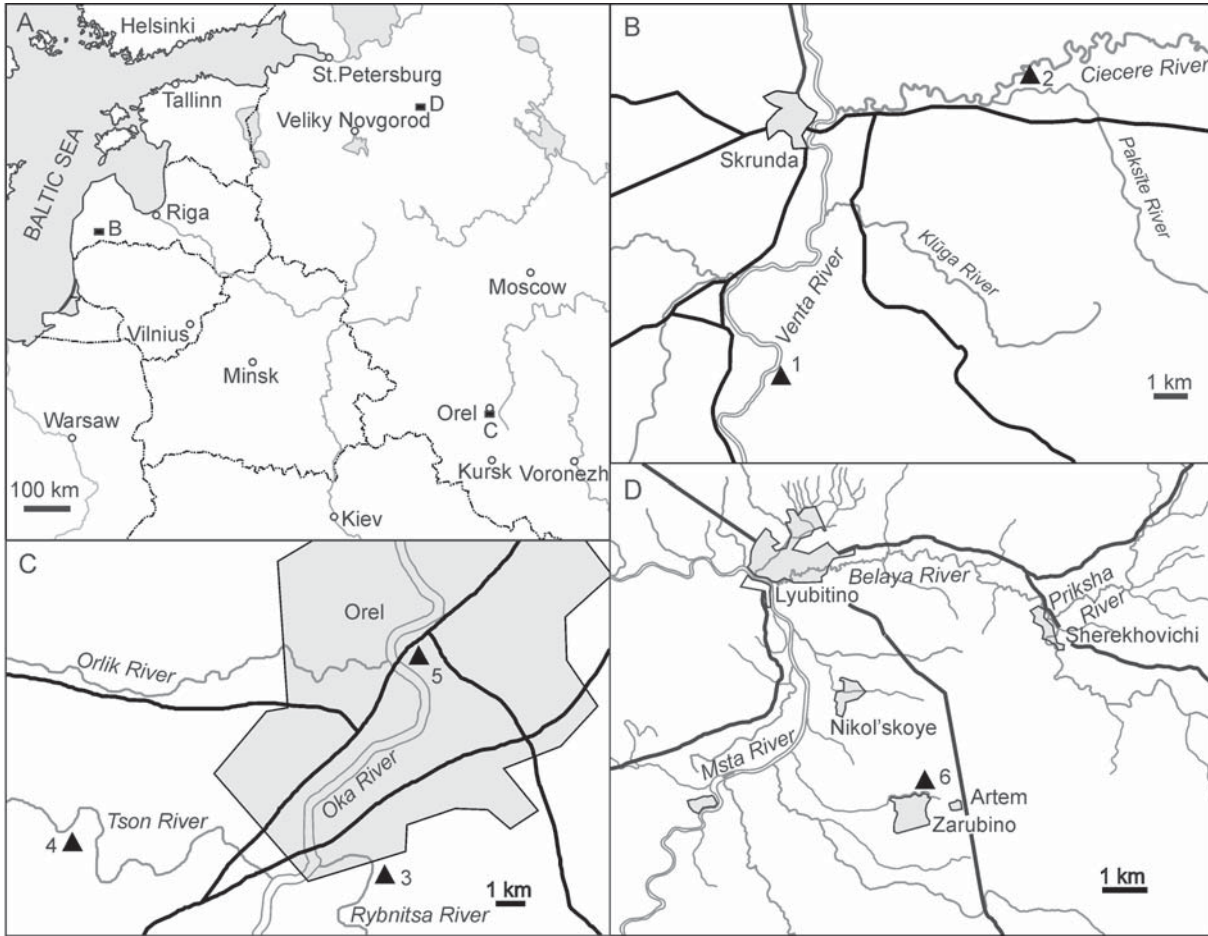 A
Helsinki
St.Petersburg
Tallinn
D
Veliky Novgorod
BALTIC SEA
Riga
B
Moscow
Vilnius
Minsk
Warsaw
Orel
C
Kursk
Voronezh
100 km
Kiev
B
2
Ciecere River
Skrunda
Paksīte River
Klūga River
Venta River
1
1 km
C
Orel
Orlik River
5
Oka River
Tson River
4
3
1 km
Rybnitsa River
D
Belaya River
Lyubitino
Priksha
River
Sherekhovichi
Nikol'skoye
Msta River
6
Artem
Zarubino
1 km